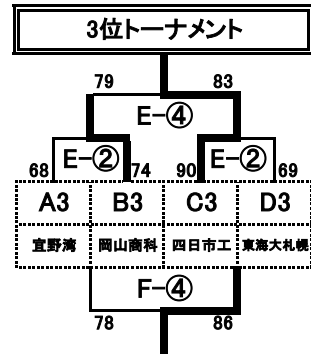 3位トーナメント
79 83
E-④
E-② E-②
68 74 90 69
A3 B3 C3 D3
宜野湾 岡山商科 四日市工 東海大札幌
F-④
78 86